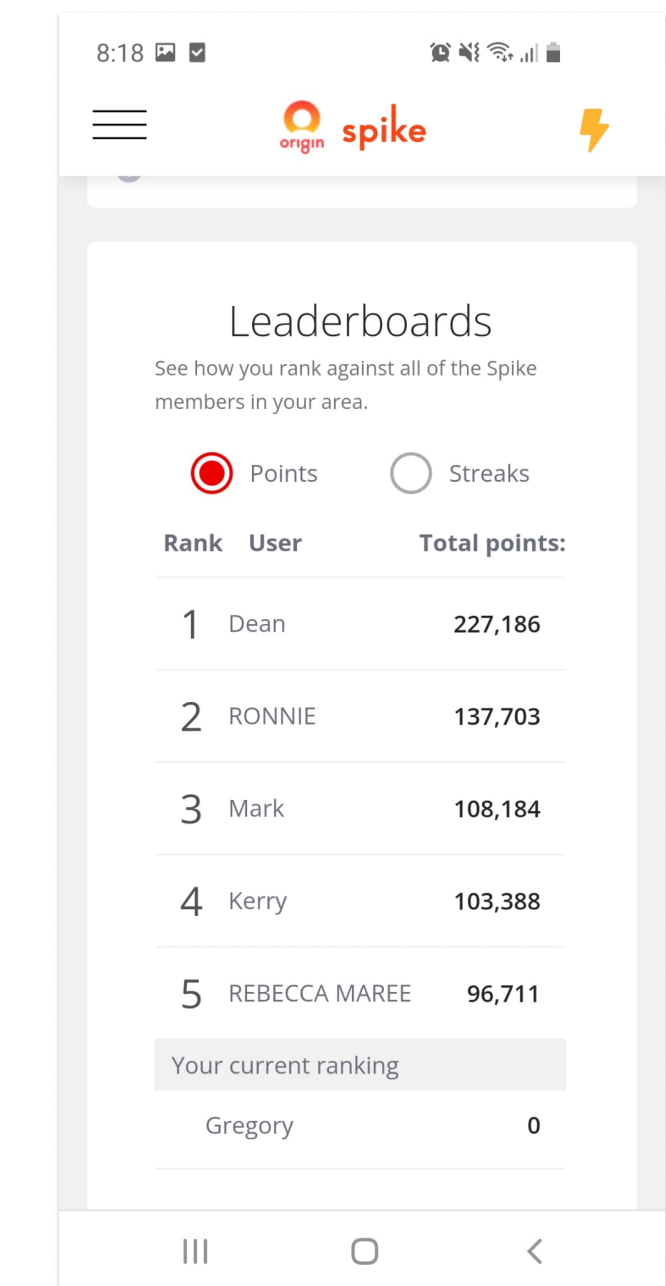 8:18
origin spike
Leaderboards
See how you rank against all of the Spike
members in your area.
Points Streaks
Rank User Total points:
1 Dean 227,186
2 RONNIE 137,703
3 Mark 108,184
4 Kerry 103,388
5 REBECCA MAREE 96,711
Your current ranking
Gregory 0